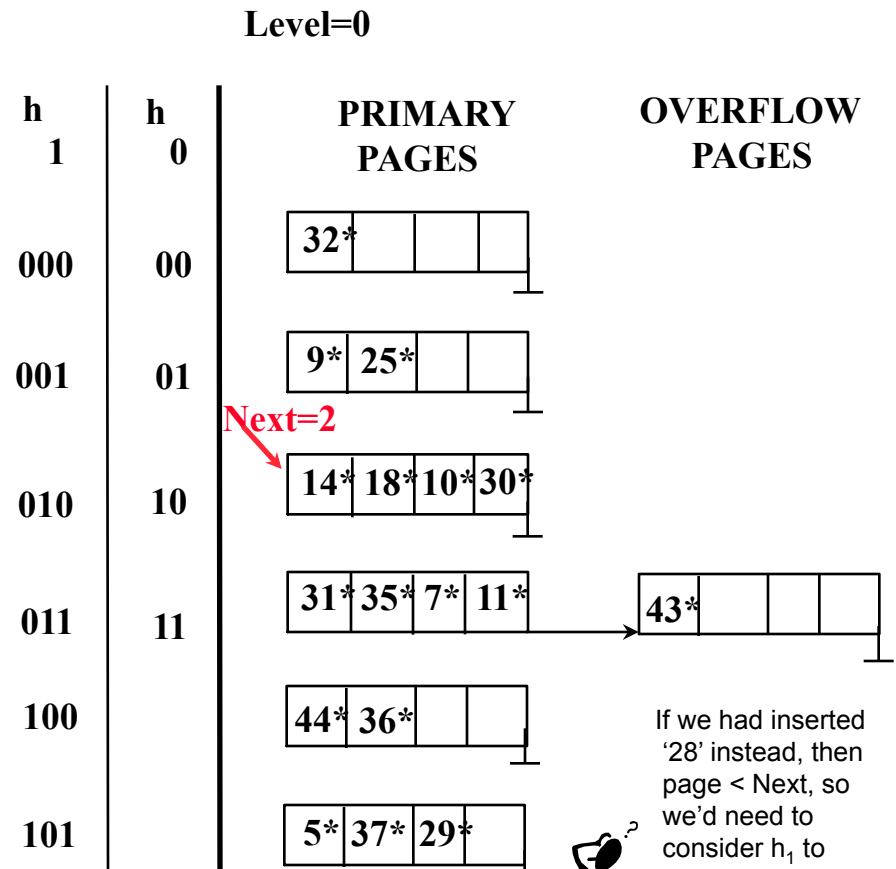 Level=0
h 1 h 0 PRIMARY PAGES OVERFLOW PAGES
000 00 32*
001 01 9* 25*
Next=2
010 10 14* 18* 10* 30*
011 11 31* 35* 7* 11* 43*
100 44* 36*
101 5* 37* 29*
?
If we had inserted
‘28’ instead, then
page < Next, so
we’d need to
consider h₁ to